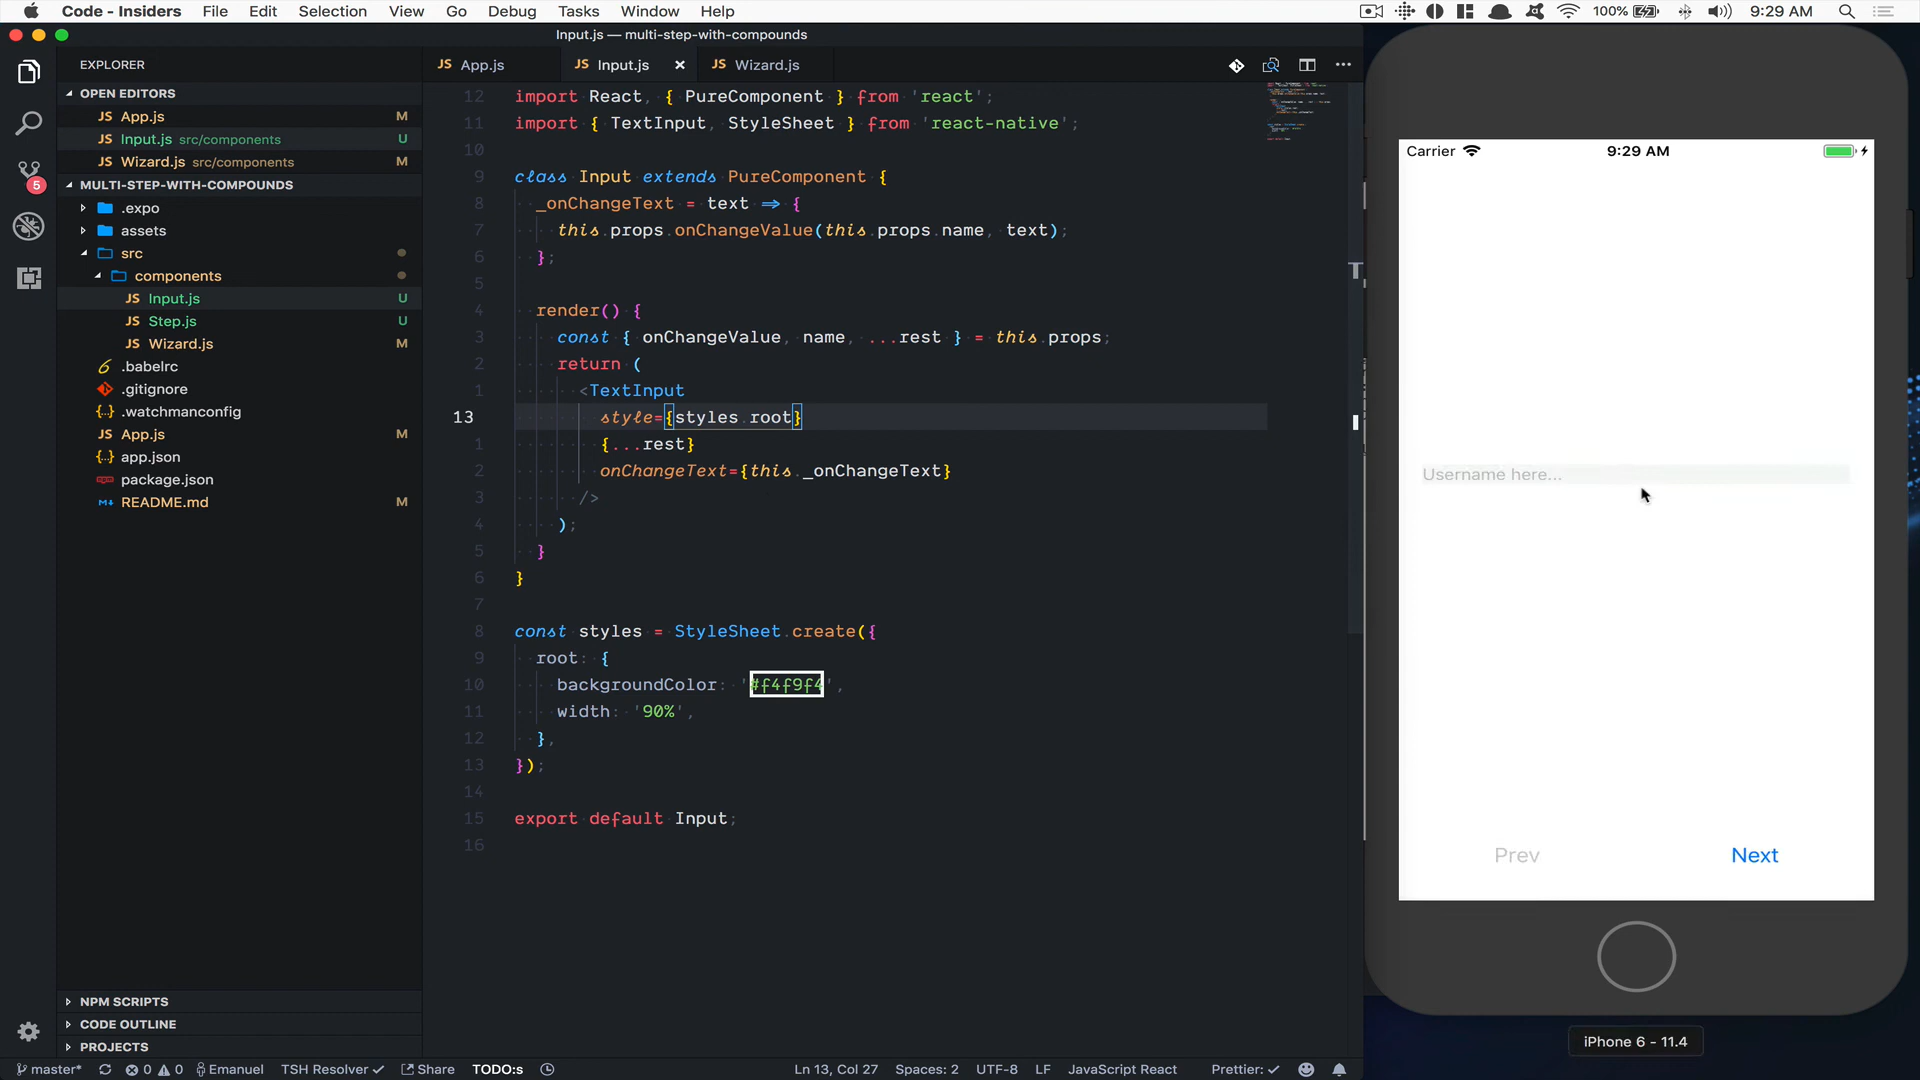 Code - Insiders File Edit Selection View Go Debug Tasks Window Help 100% 9:29 AM
Input.js — multi-step-with-compounds
EXPLORER
OPEN EDITORS
App.js M
Input.js src/components U
Wizard.js src/components M
MULTI-STEP-WITH-COMPOUNDS
.expo
assets
src
components
Input.js U
Step.js U
Wizard.js M
.babelrc
.gitignore
.watchmanconfig
App.js M
app.json
package.json
README.md M
NPM SCRIPTS
CODE OUTLINE
PROJECTS
5
JS App.js JS Input.js × JS Wizard.js
12 import React, { PureComponent } from 'react';
11 import { TextInput, StyleSheet } from 'react-native';
10
9 class Input extends PureComponent {
8 _onChangeText = text => {
7 this.props.onChangeValue(this.props.name, text);
6 };
5
4 render() {
3 const { onChangeValue, name, ...rest } = this.props;
2 return (
1 <TextInput
13 style={styles.root}
1 {...rest}
2 onChangeText={this._onChangeText}
3 />
4 );
5 }
6 }
7
8 const styles = StyleSheet.create({
9 root: {
10 backgroundColor: '#f4f9f4',
11 width: '90%',
12 },
13 });
14
15 export default Input;
16
Carrier 9:29 AM
Username here...
Prev Next
iPhone 6 - 11.4
master* 0 0 Emanuel TSH Resolver ✓ Share TODO:s Ln 13, Col 27 Spaces: 2 UTF-8 LF JavaScript React Prettier: ✓